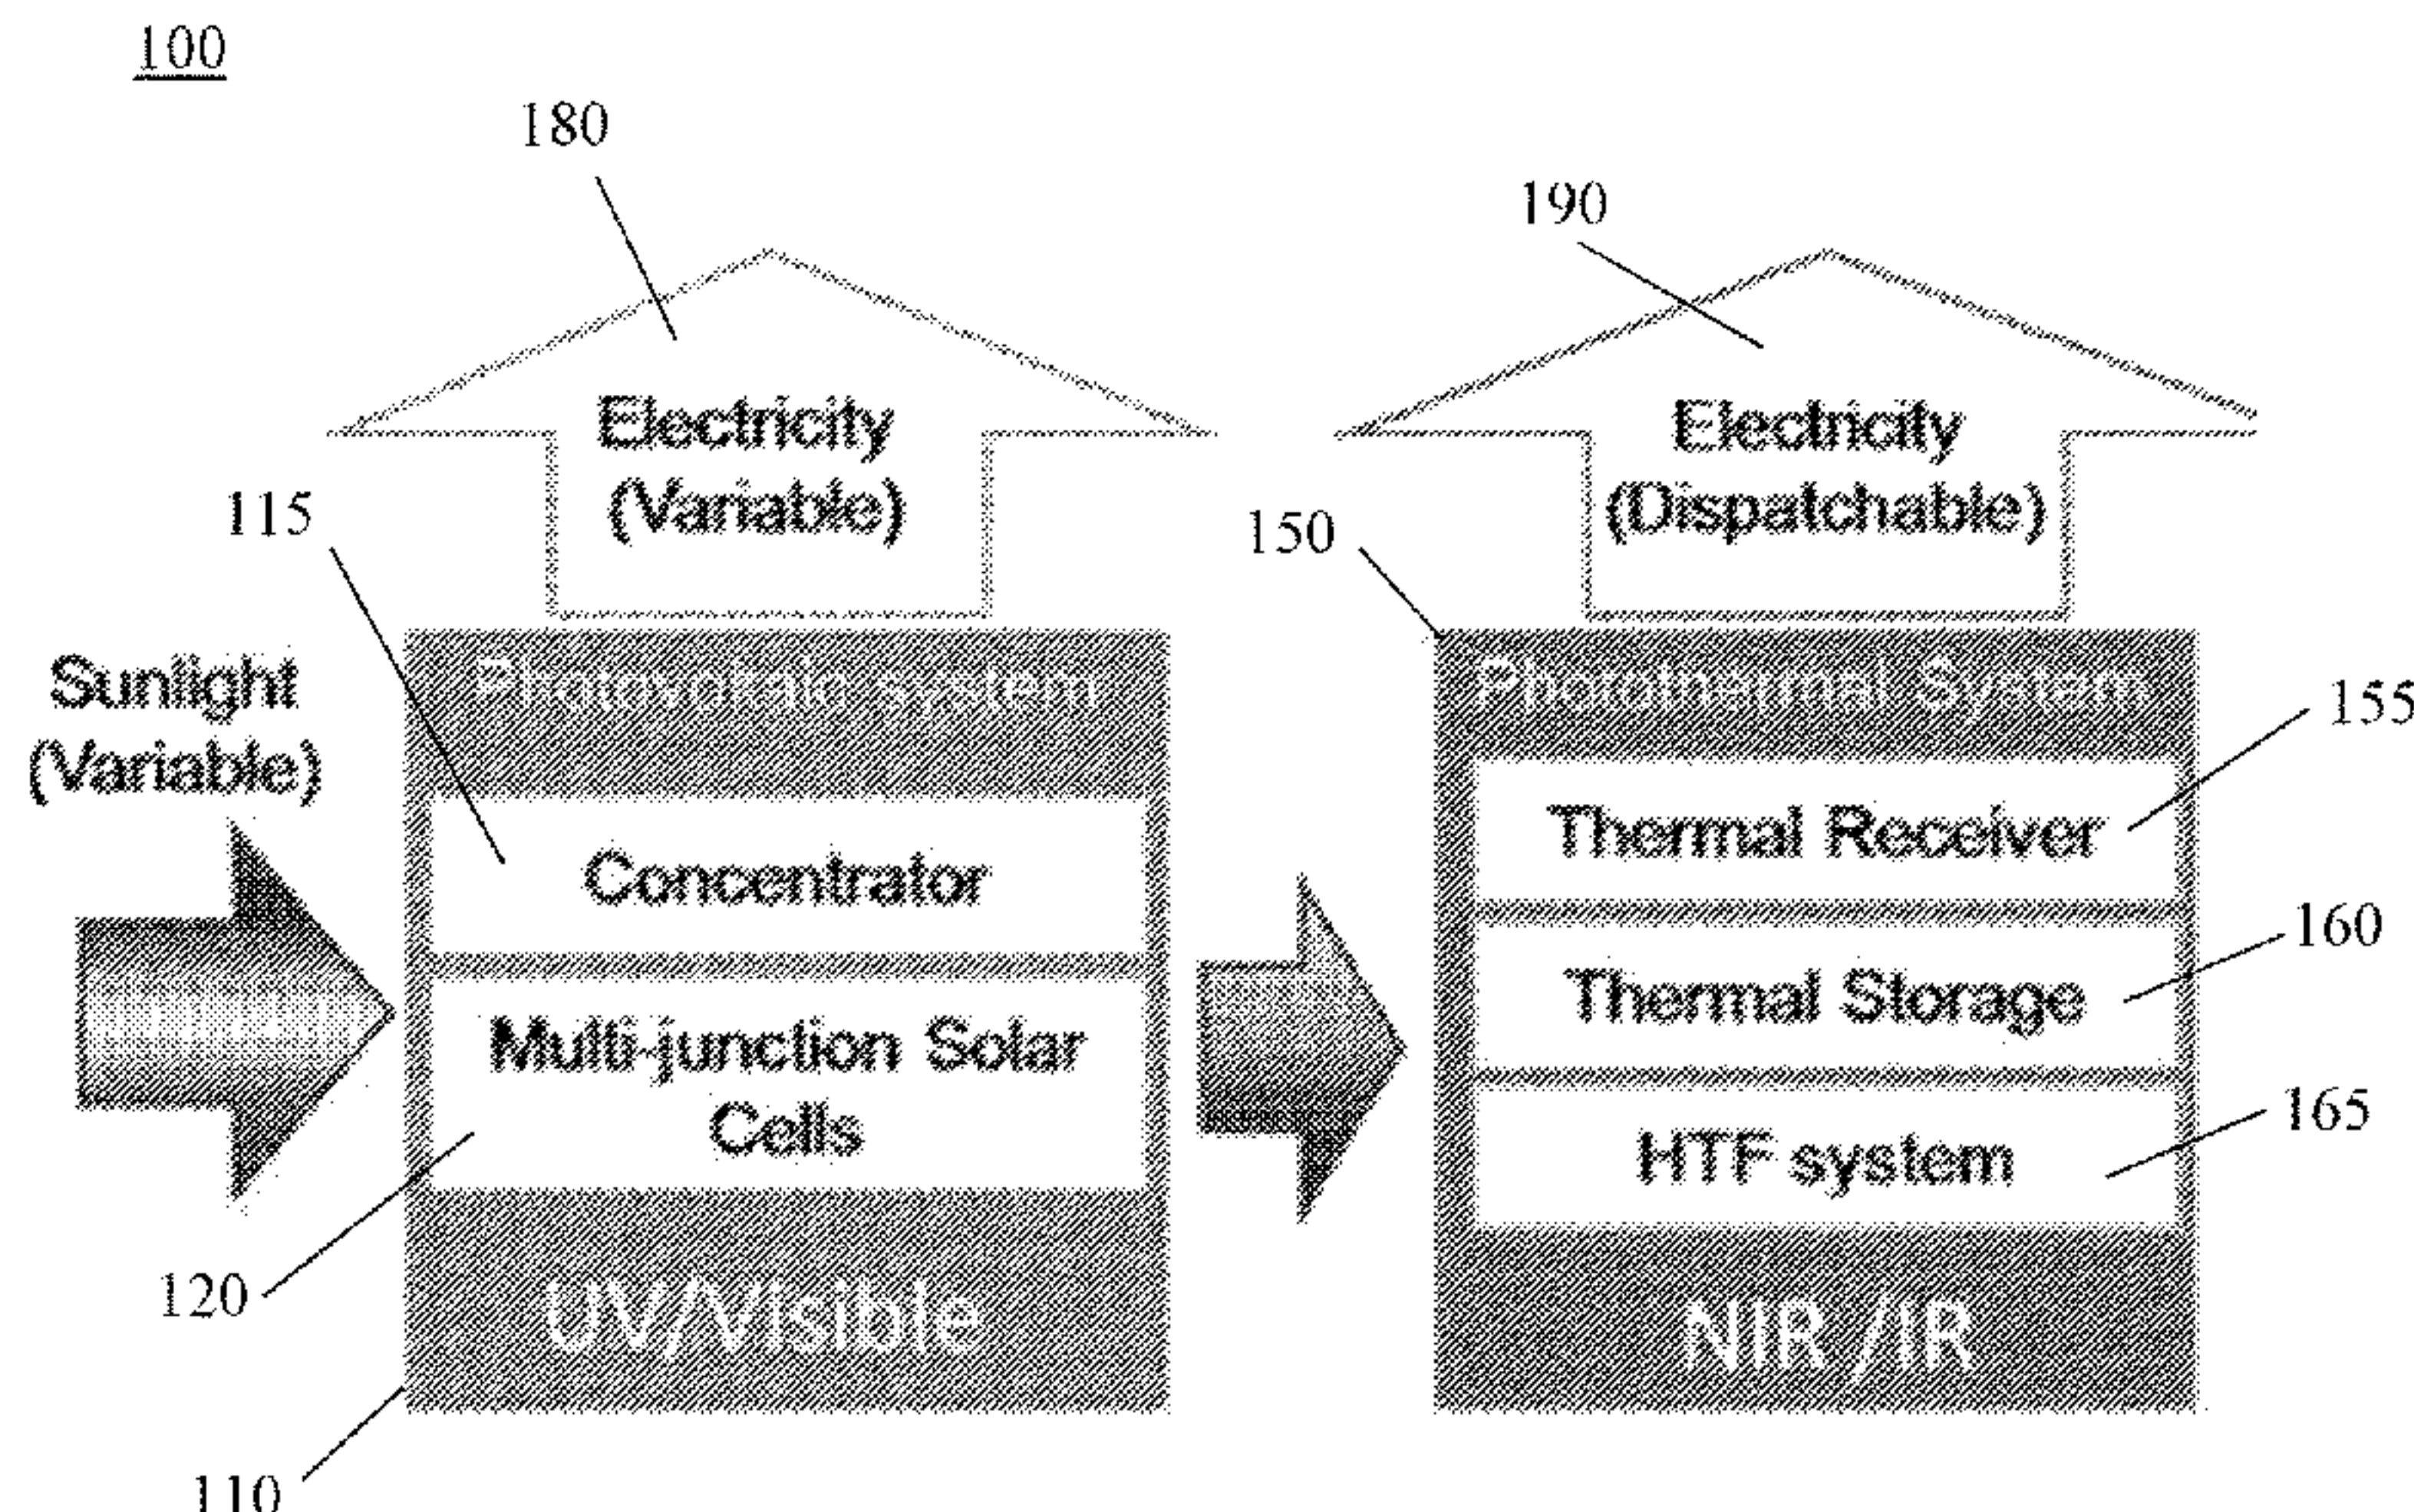 100
180
190
Electricity
(Variable)
Electricity
(Dispatchable)
115
150
Sunlight
(Variable)
Photovoltaic system
Photothermal System
155
Concentrator
Thermal Receiver
160
Multi-junction Solar
Cells
Thermal Storage
165
HTF system
120
UV/Visible
NIR /IR
110